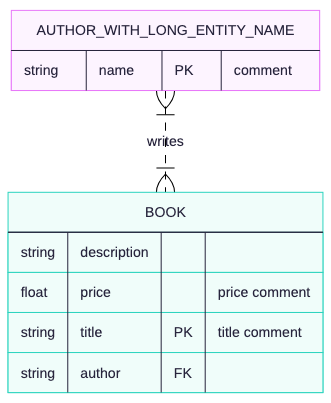 AUTHOR_WITH_LONG_ENTITY_NAME
string name PK comment
writes
BOOK
string description
float price price comment
string title PK title comment
string author FK